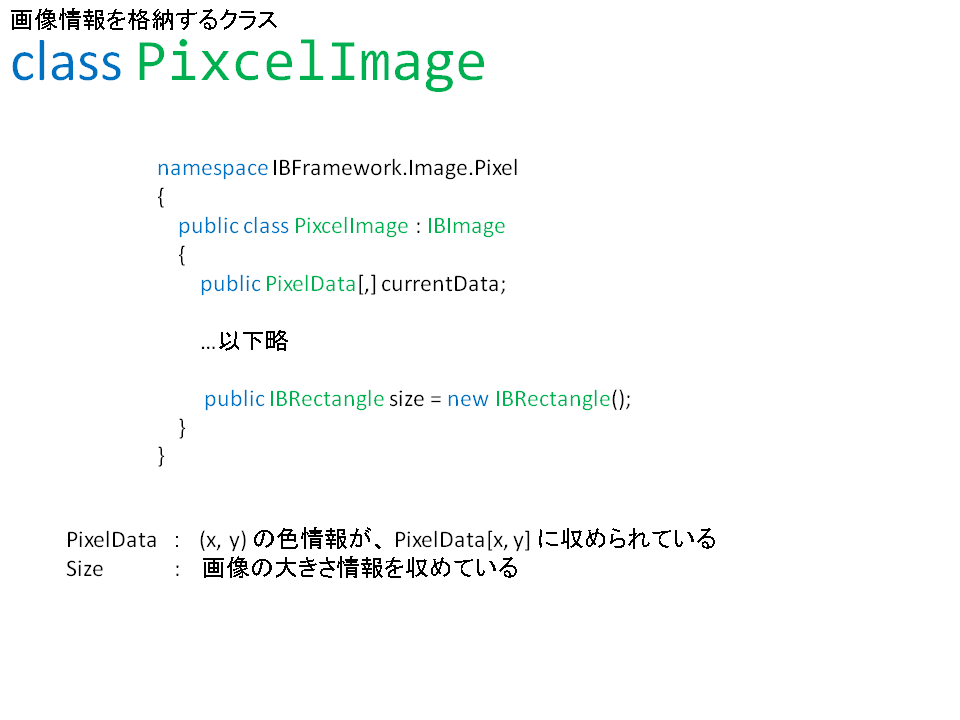 画像情報を格納するクラス
class PixcelImage
namespace IBFramework.Image.Pixel
{
public class PixcelImage : IBImage
{
public PixelData[,] currentData;
…以下略
public IBRectangle size = new IBRectangle();
}
}
PixelData : (x, y) の色情報が、PixelData[x, y] に収められている
Size : 画像の大きさ情報を収めている